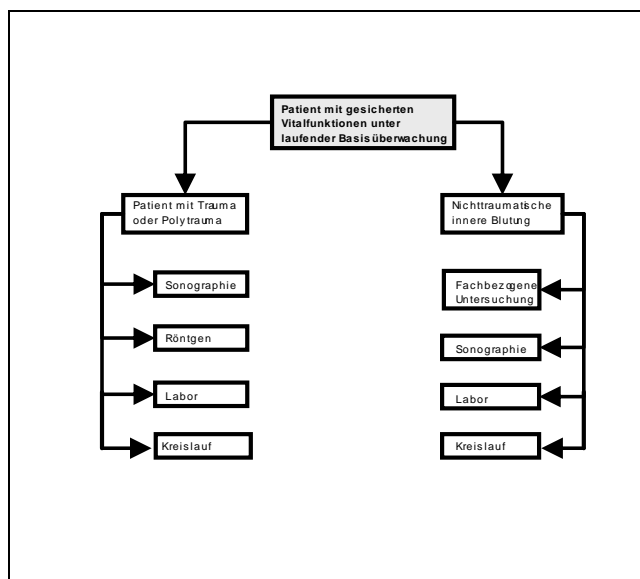 Patient mit gesicherten
Vitalfunktionen unter
laufender Basisüberwachung
Patient mit Trauma
oder Polytrauma
Sonographie
Röntgen
Labor
Kreislauf
Nichttraumatische
innere Blutung
Fachbezogene
Untersuchung
Sonographie
Labor
Kreislauf